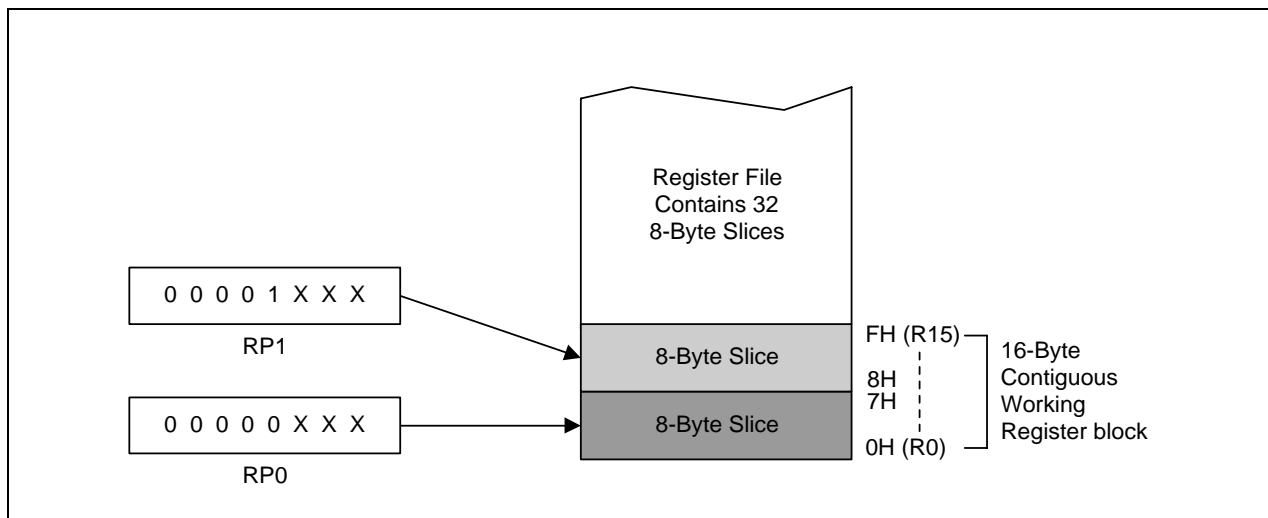 Register File
Contains 32
8-Byte Slices
0 0 0 0 1 X X X
RP1
8-Byte Slice
FH (R15)
8H
7H
16-Byte
Contiguous
Working
Register block
0 0 0 0 0 X X X
RP0
8-Byte Slice
0H (R0)